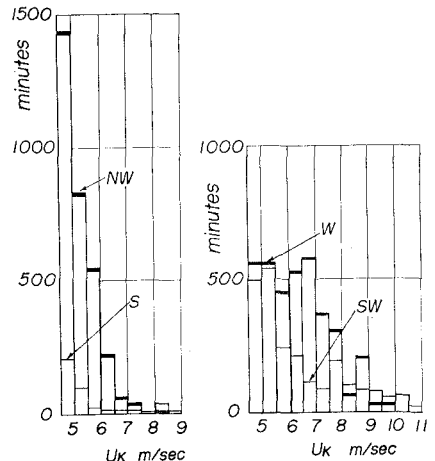 1500
minutes
1000
NW
500
S
0
5 6 7 8 9
Uκ m/sec
1000
minutes
W
500
SW
0
5 6 7 8 9 10 11
Uκ m/sec